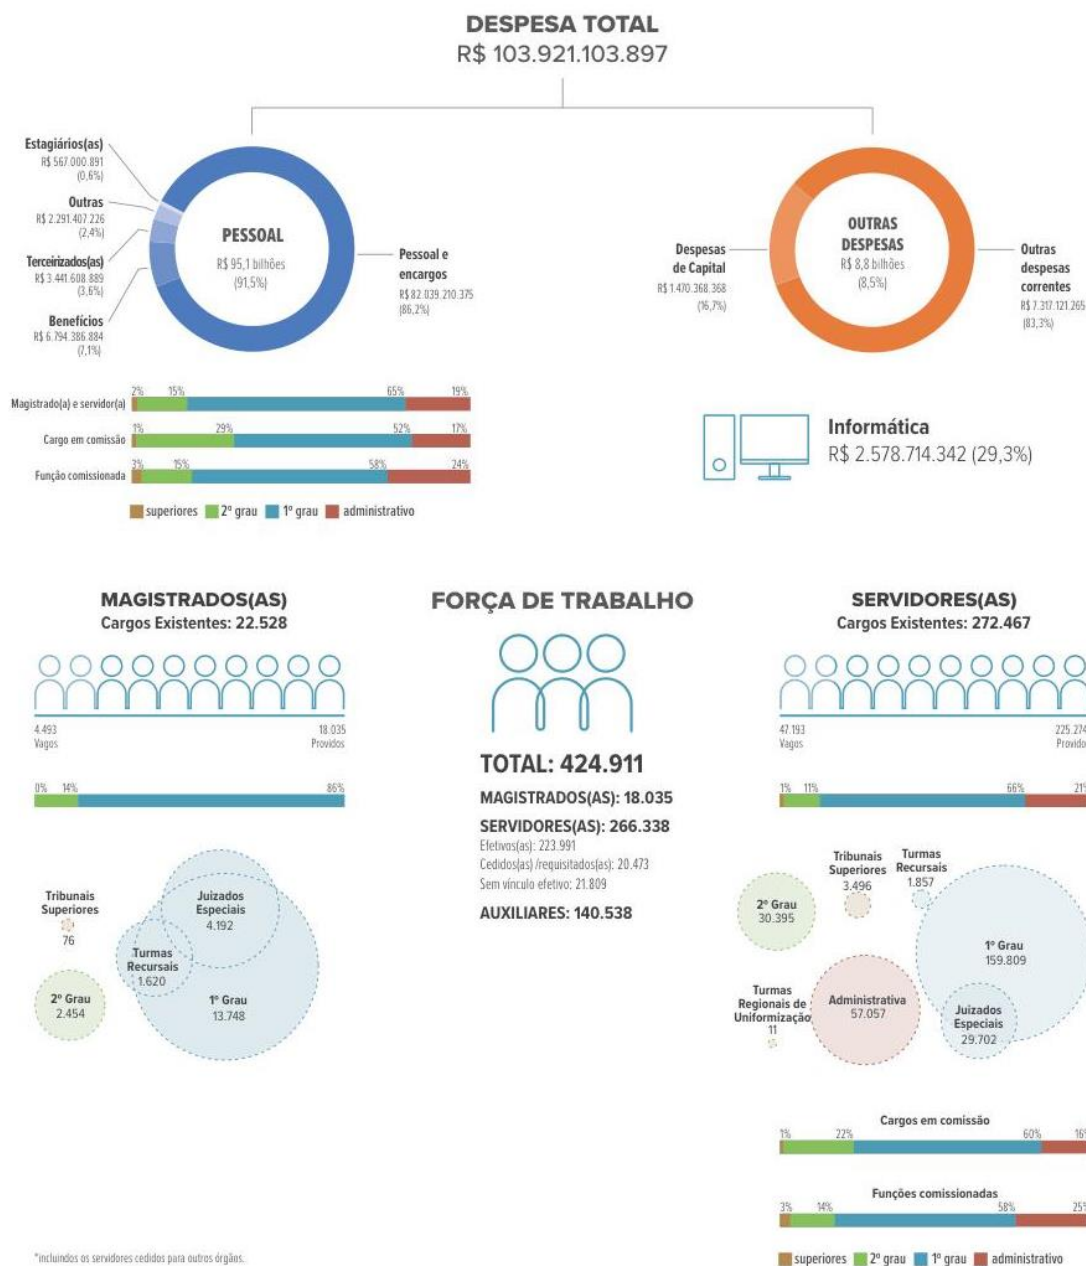 DESPESA TOTAL
R$ 103.921.103.897
Estagiários(as)
R$ 567.000.891
(0,6%)
Outras
R$ 2.291.407.226
(2,4%)
Terceirizados(as)
R$ 3.441.608.889
(3,6%)
Benefícios
R$ 6.794.386.884
(7,1%)
PESSOAL
R$ 95,1 bilhões
(91,5%)
Pessoal e
encargos
R$ 82.039.210.375
(86,2%)
Despesas
de Capital
R$ 1.470.368.368
(16,7%)
OUTRAS
DESPESAS
R$ 8,8 bilhões
(8,5%)
Outras
despesas
correntes
R$ 7.317.121.265
(83,3%)
2% 15% 65% 19%
Magistrado(a) e servidor(a)
1% 29% 52% 17%
Cargo em comissão
3% 15% 58% 24%
Função comissionada
superiores 2º grau 1º grau administrativo
Informática
R$ 2.578.714.342 (29,3%)
MAGISTRADOS(AS)
Cargos Existentes: 22.528
4.493 18.035
Vagos Providos
0% 14% 86%
Tribunais
Superiores
76
Juizados
Especiais
4.192
Turmas
Recursais
1.620
2º Grau
2.454
1º Grau
13.748
FORÇA DE TRABALHO
TOTAL: 424.911
MAGISTRADOS(AS): 18.035
SERVIDORES(AS): 266.338
Efetivos(as): 223.991
Cedidos(as) /requisitados(as): 20.473
Sem vínculo efetivo: 21.809
AUXILIARES: 140.538
SERVIDORES(AS)
Cargos Existentes: 272.467
47.193 225.274
Vagos Provido
1% 11% 66% 21%
Tribunais
Superiores
3.496
Turmas
Recursais
1.857
2º Grau
30.395
1º Grau
159.809
Turmas
Regionais de
Uniformização
11
Administrativa
57.057
Juizados
Especiais
29.702
Cargos em comissão
1% 22% 60% 16%
Funções comissionadas
3% 14% 58% 25%
superiores 2º grau 1º grau administrativo
*incluindos os servidores cedidos para outros órgãos.